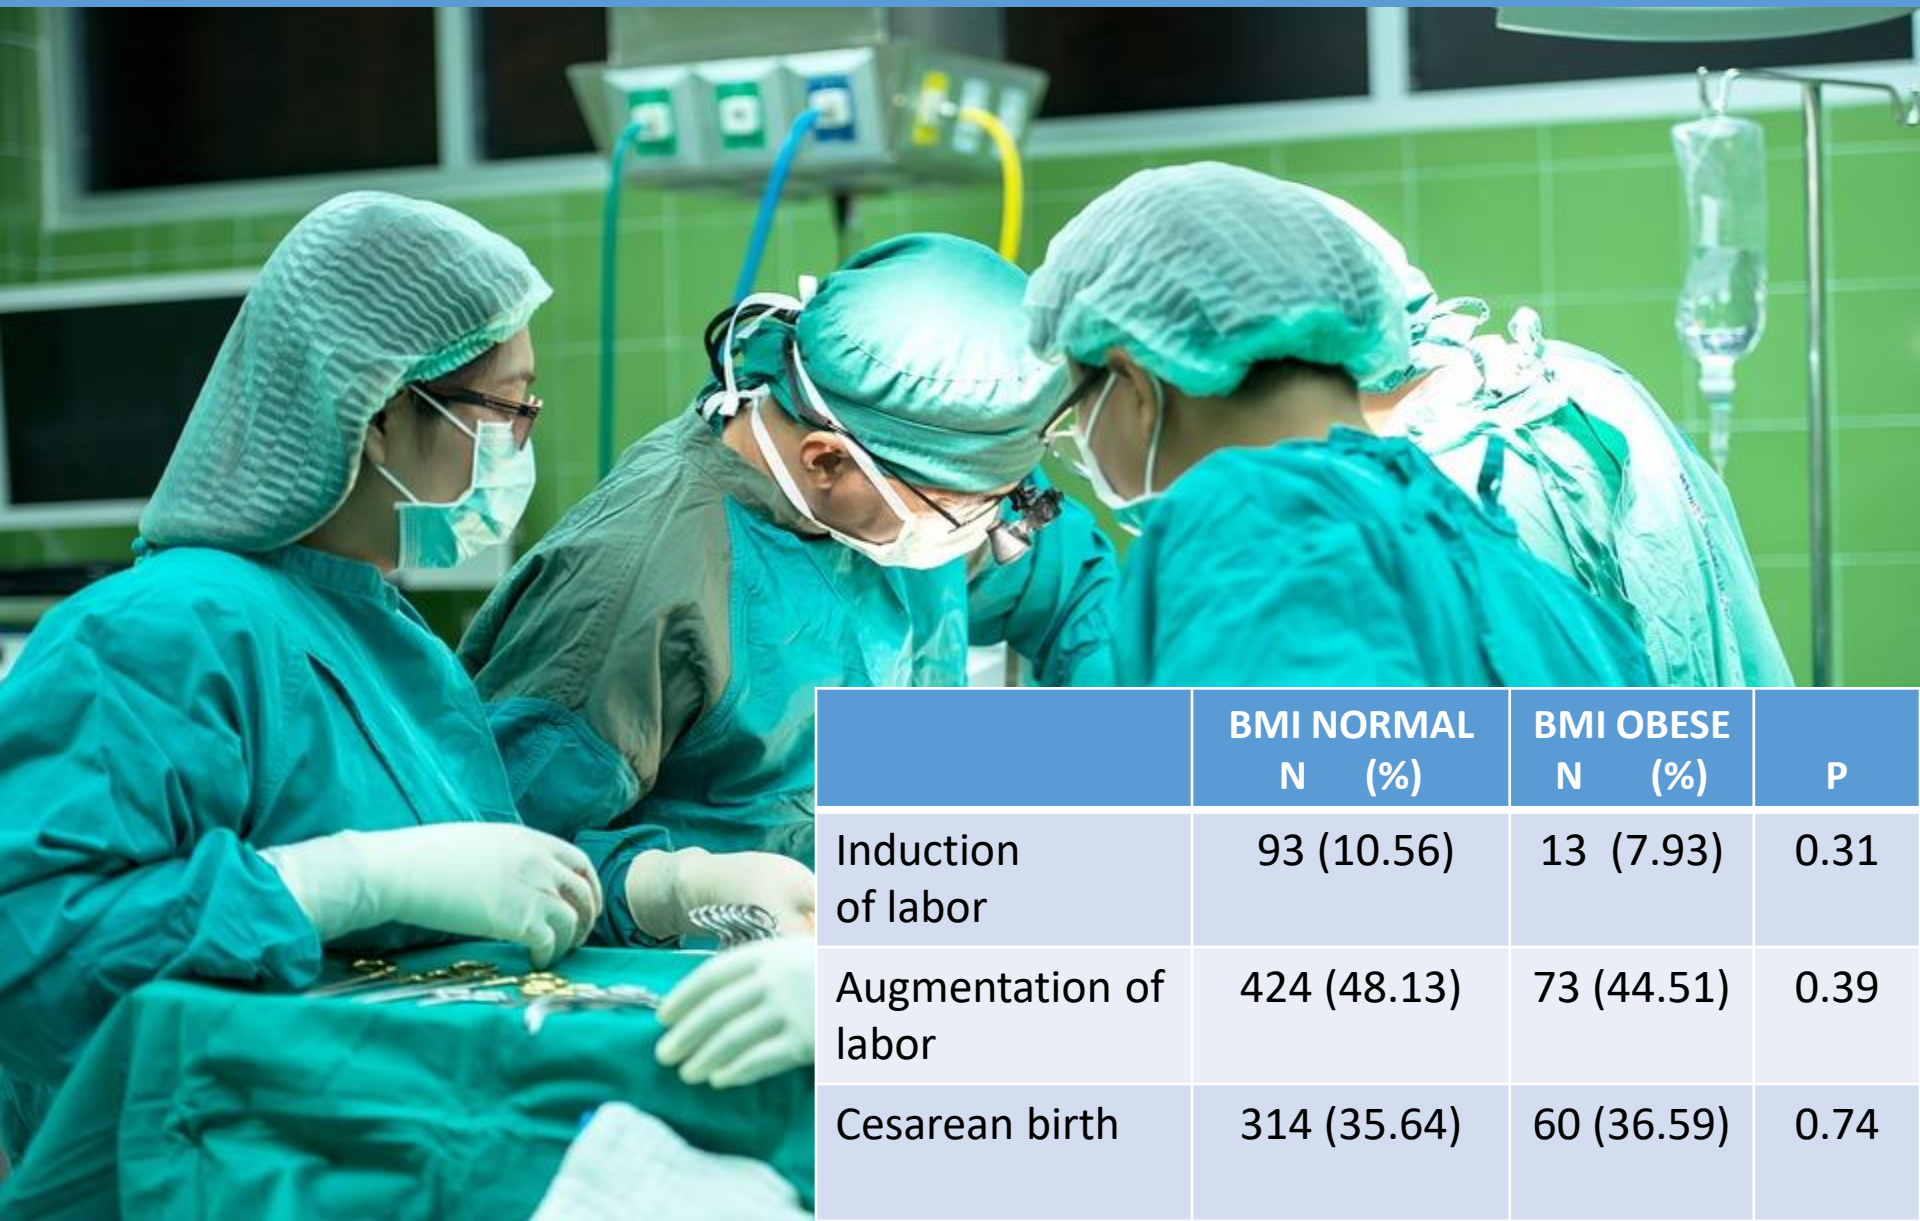 BMI NORMAL BMI OBESE
N (%) N (%) P
Induction 93 (10.56) 13 (7.93) 0.31
of labor
Augmentation of 424 (48.13) 73 (44.51) 0.39
labor
Cesarean birth 314 (35.64) 60 (36.59) 0.74